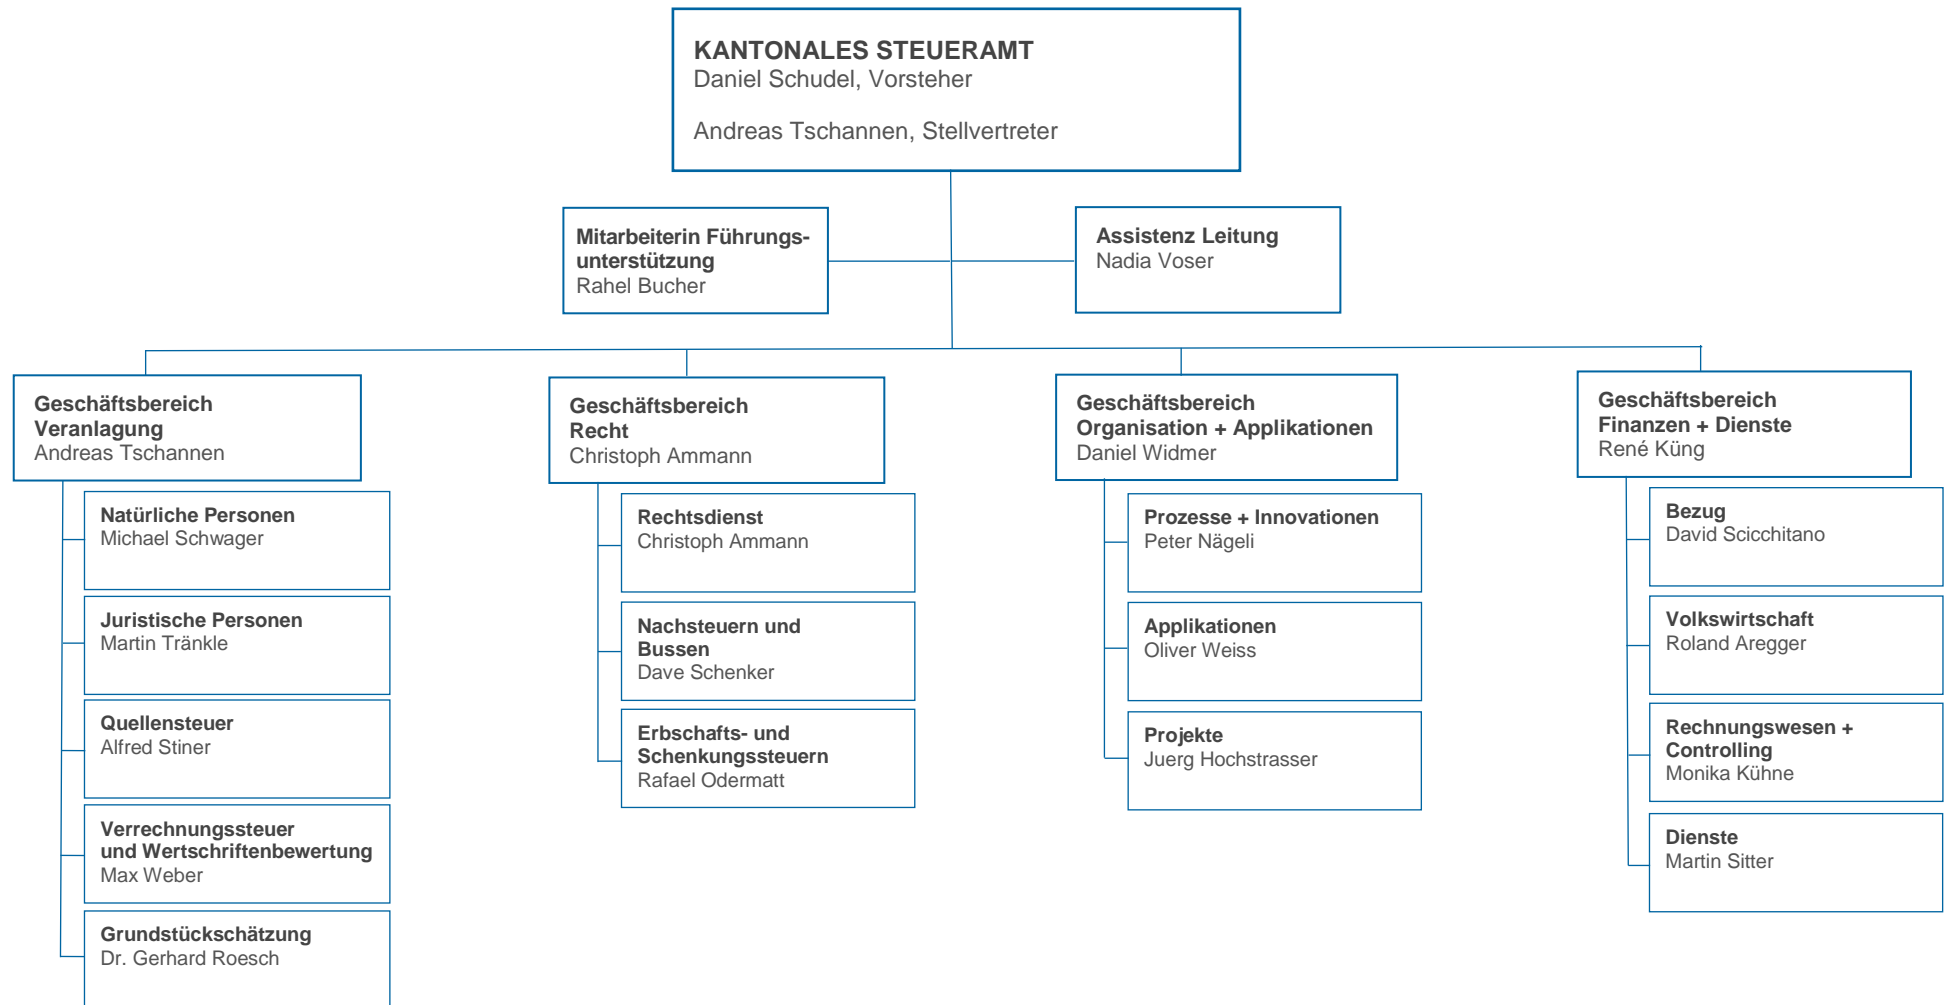 KANTONALES STEUERAMT
Daniel Schudel, Vorsteher
Andreas Tschannen, Stellvertreter
Mitarbeiterin Führungs-
unterstützung
Rahel Bucher
Assistenz Leitung
Nadia Voser
Geschäftsbereich
Veranlagung
Andreas Tschannen
Natürliche Personen
Michael Schwager
Juristische Personen
Martin Tränkle
Quellensteuer
Alfred Stiner
Verrechnungssteuer
und Wertschriftenbewertung
Max Weber
Grundstückschätzung
Dr. Gerhard Roesch
Geschäftsbereich
Recht
Christoph Ammann
Rechtsdienst
Christoph Ammann
Nachsteuern und
Bussen
Dave Schenker
Erbschafts- und
Schenkungssteuern
Rafael Odermatt
Geschäftsbereich
Organisation + Applikationen
Daniel Widmer
Prozesse + Innovationen
Peter Nägeli
Applikationen
Oliver Weiss
Projekte
Juerg Hochstrasser
Geschäftsbereich
Finanzen + Dienste
René Küng
Bezug
David Scicchitano
Volkswirtschaft
Roland Aregger
Rechnungswesen +
Controlling
Monika Kühne
Dienste
Martin Sitter